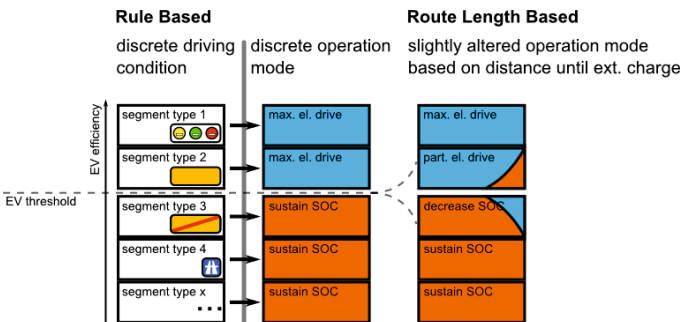 Rule Based
Route Length Based
discrete driving
condition
discrete operation
mode
slightly altered operation mode
based on distance until ext. charge
EV efficiency
EV threshold
segment type 1
max. el. drive
max. el. drive
segment type 2
max. el. drive
part. el. drive
segment type 3
sustain SOC
decrease SOC
segment type 4
sustain SOC
sustain SOC
segment type x
...
sustain SOC
sustain SOC